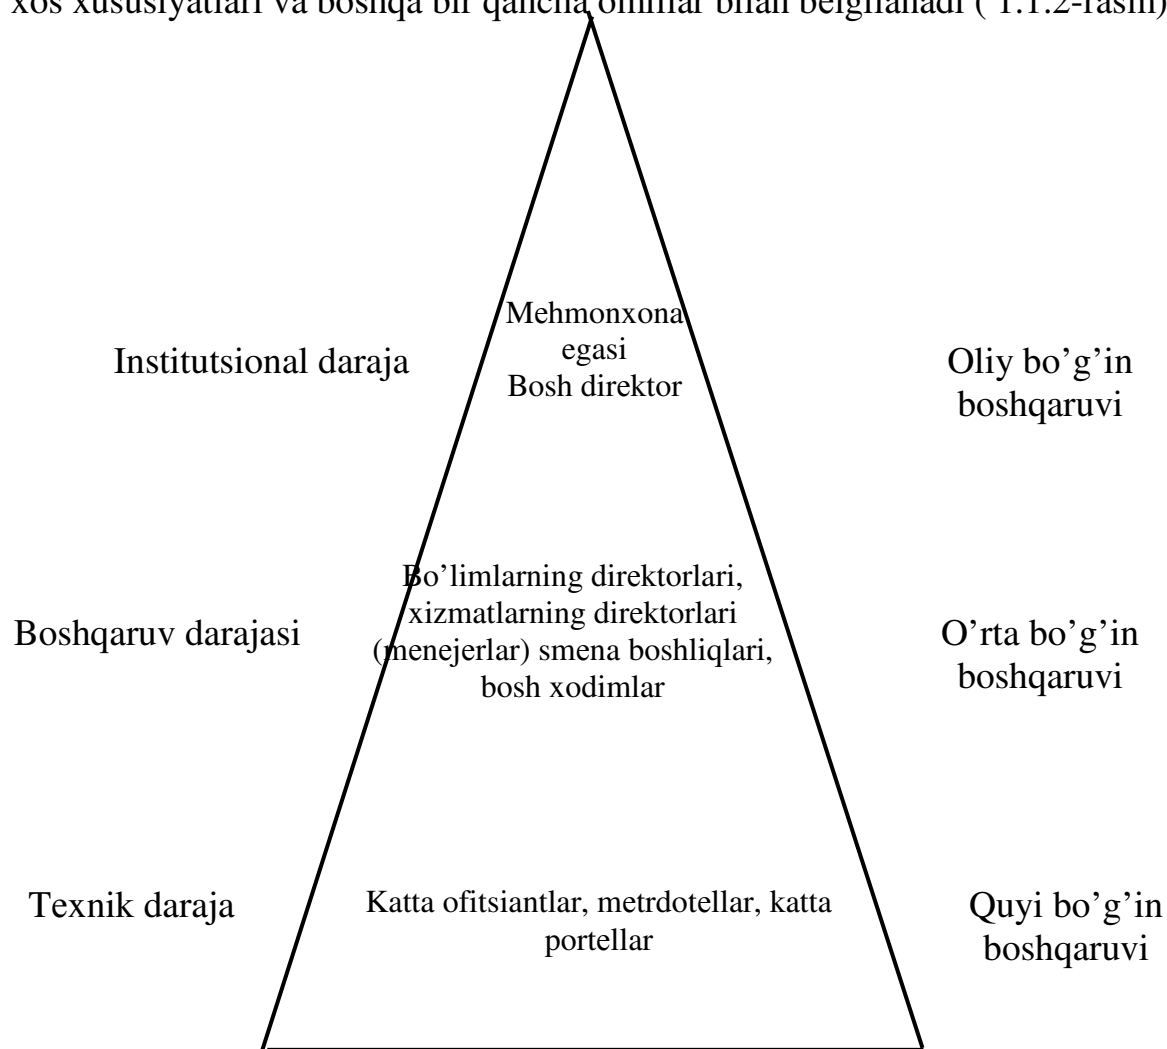 xos xususiyatlari va boshqa bir qancha omillar bilan belgilanadi ( 1.1.2-rasm)
Mehmonxona
egasi
Bosh direktor
Institutsional daraja
Oliy bo’g’in
boshqaruvi
Bo’limlarning direktorlari,
xizmatlarning direktorlari
(menejerlar) smena boshliqlari,
bosh xodimlar
Boshqaruv darajasi
O’rta bo’g’in
boshqaruvi
Texnik daraja
Katta ofitsiantlar, metrdotellar, katta
portellar
Quyi bo’g’in
boshqaruvi